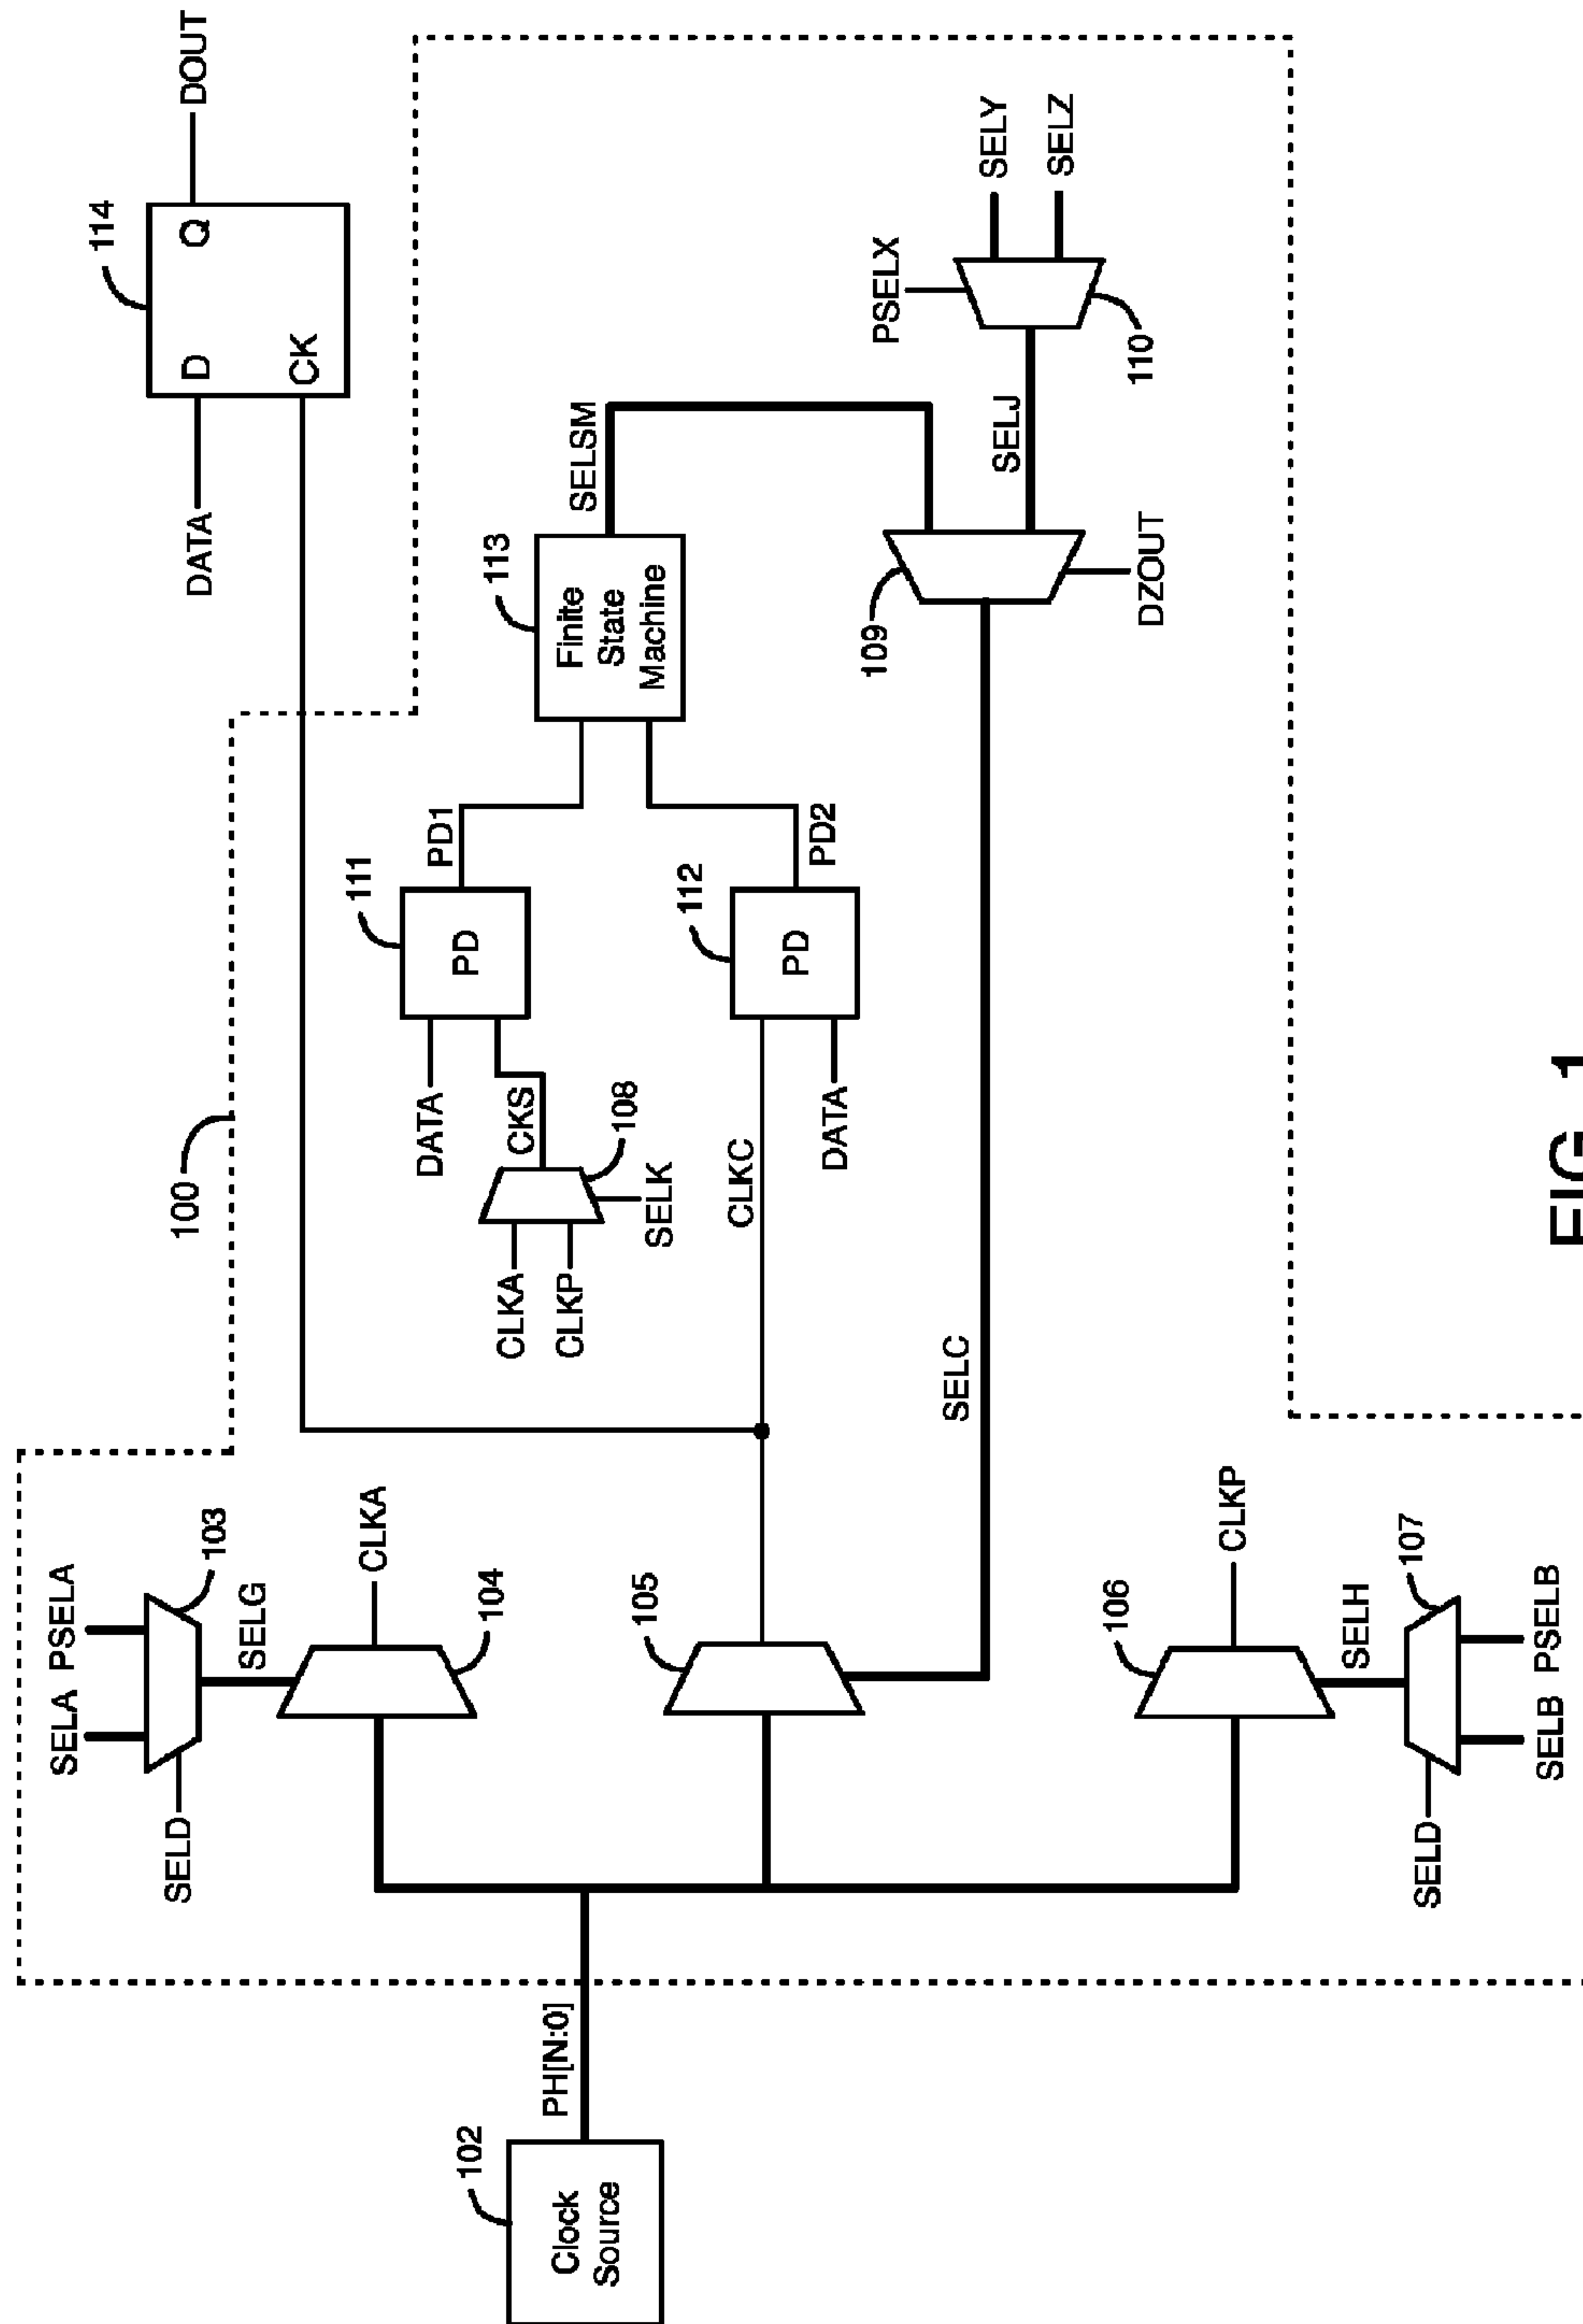 102
Clock
Source
PH[N:0]
100
SELA PSELA
103
SELD
SELG
CLKA
104
105
106
CLKP
SELH
107
SELD
SELB PSELB
CLKA
CLKP
108
SELK
CKS
DATA
111
PD
PD1
CLKC
112
PD
PD2
DATA
SELC
113
Finite
State
Machine
SELSM
109
DZOUT
SELJ
PSELX
110
SELY
SELZ
DATA
114
D Q
CK
DOUT
FIG. 1